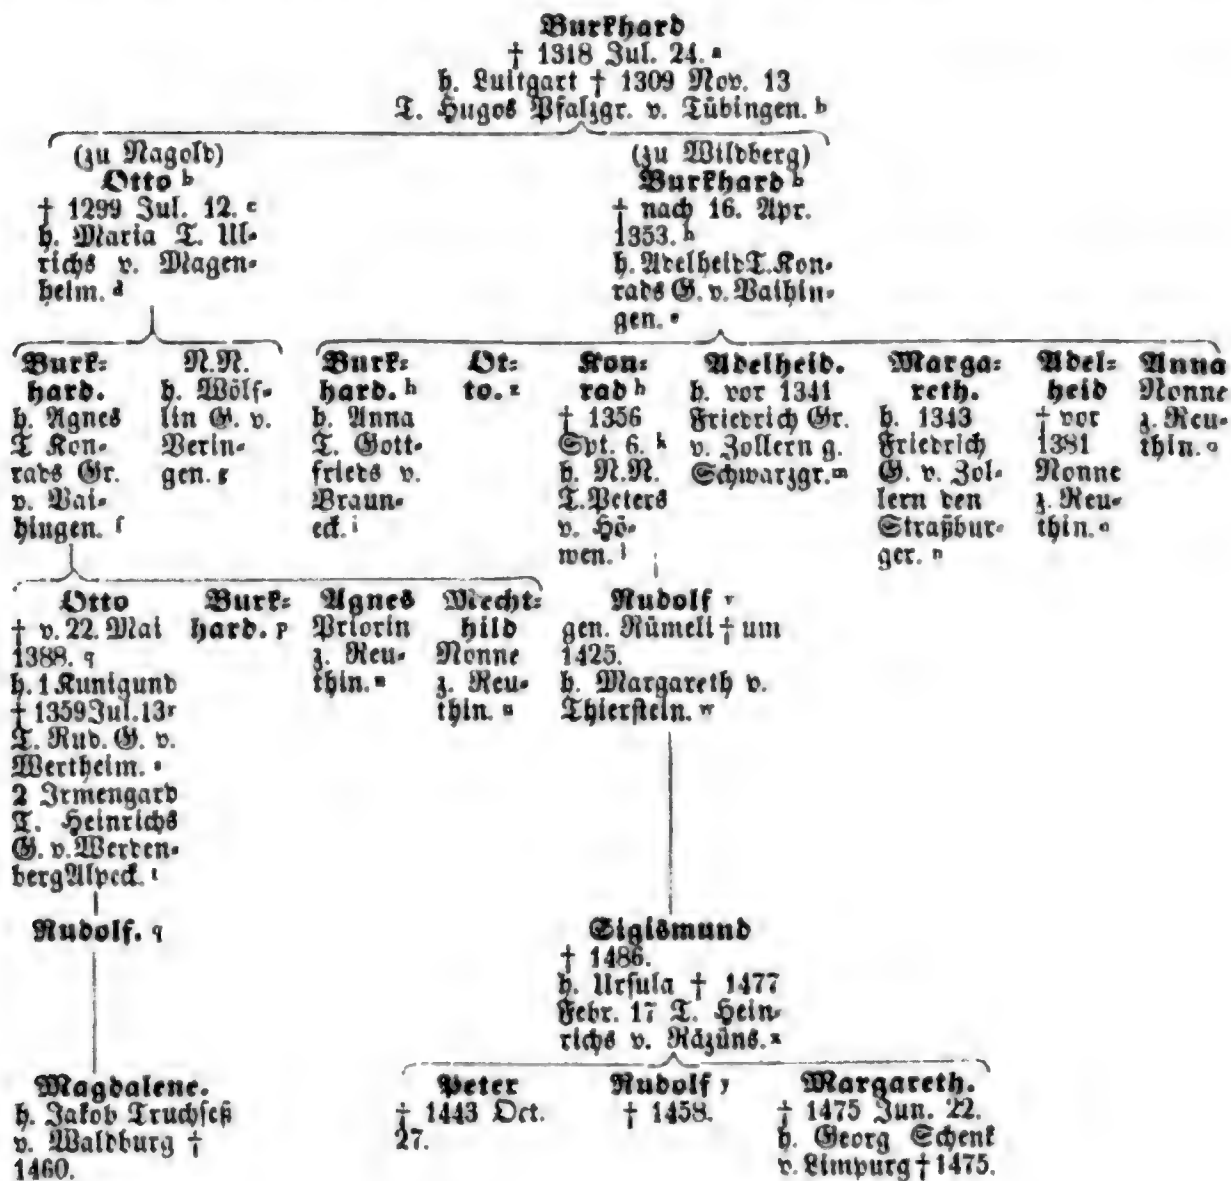 Burkhard
† 1318 Jul. 24. a
h. Luitgart † 1309 Nov. 13
T. Hugos Pfalzgr. v. Tübingen. b
(zu Nagold)
Otto b
† 1299 Jul. 12. c
h. Maria T. Ul-
richs v. Magen-
heim. d
(zu Wildberg)
Burkhard b
† nach 16. Apr.
1353. h
h. Adelheid T. Kon-
rads G. v. Vaihin-
gen. e
Burk-
hard.
h. Agnes
T Kon-
rads Gr.
v. Vai-
hingen. f
N.N.
h. Wölf-
lin G. v.
Verin-
gen. g
Burk-
hard. h
h. Anna
T. Gott-
frieds v.
Braun-
eck. i
Ot-
to.
Kon-
rad h
† 1356
Spt. 6. k
h. N.N.
T. Peters
v. Hö-
wen. l
Adelheid.
h. vor 1341
Friedrich Gr.
v. Zollern g.
Schwarzgr. m
Marga-
reth.
h. 1343
Friedrich
G. v. Zol-
lern den
Straßbur-
ger. n
Adel-
heid
† vor
1381
Nonne
z. Reu-
thin. o
Anna
Nonne
z. Reu-
thin. o
Otto
† v. 22. Mai
1388. q
h. 1 Kunigund
† 1359 Jul. 13 r
T. Rud. G. v.
Wertheim. s
2 Irmengard
T. Heinrichs
G. v. Werden-
berg Alpeck. t
Burk-
hard. p
Agnes
Priorin
z. Reu-
thin. u
Mecht-
hild
Nonne
z. Reu-
thin. u
Rudolf v
gen. Rümeli † um
1425.
h. Margareth v.
Thierstein. w
Rudolf. q
Sigismund
† 1486.
h. Ursula † 1477
Febr. 17 T. Hein-
richs v. Räzüns. x
Magdalene.
h. Jakob Truchseß
v. Waldburg †
1460.
Peter
† 1443 Oct.
27.
Rudolf y
† 1458.
Margareth.
† 1475 Jun. 22.
h. Georg Schenk
v. Limpurg † 1475.